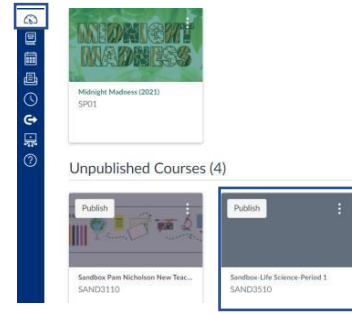 MIDNIGHT
MADNESS
Midnight Madness (2021)
SP01
Unpublished Courses (4)
Publish
Publish
Sandbox Pam Nicholson New Teac...
Sandbox-Life Science-Period 1
SAND3110
SAND3510